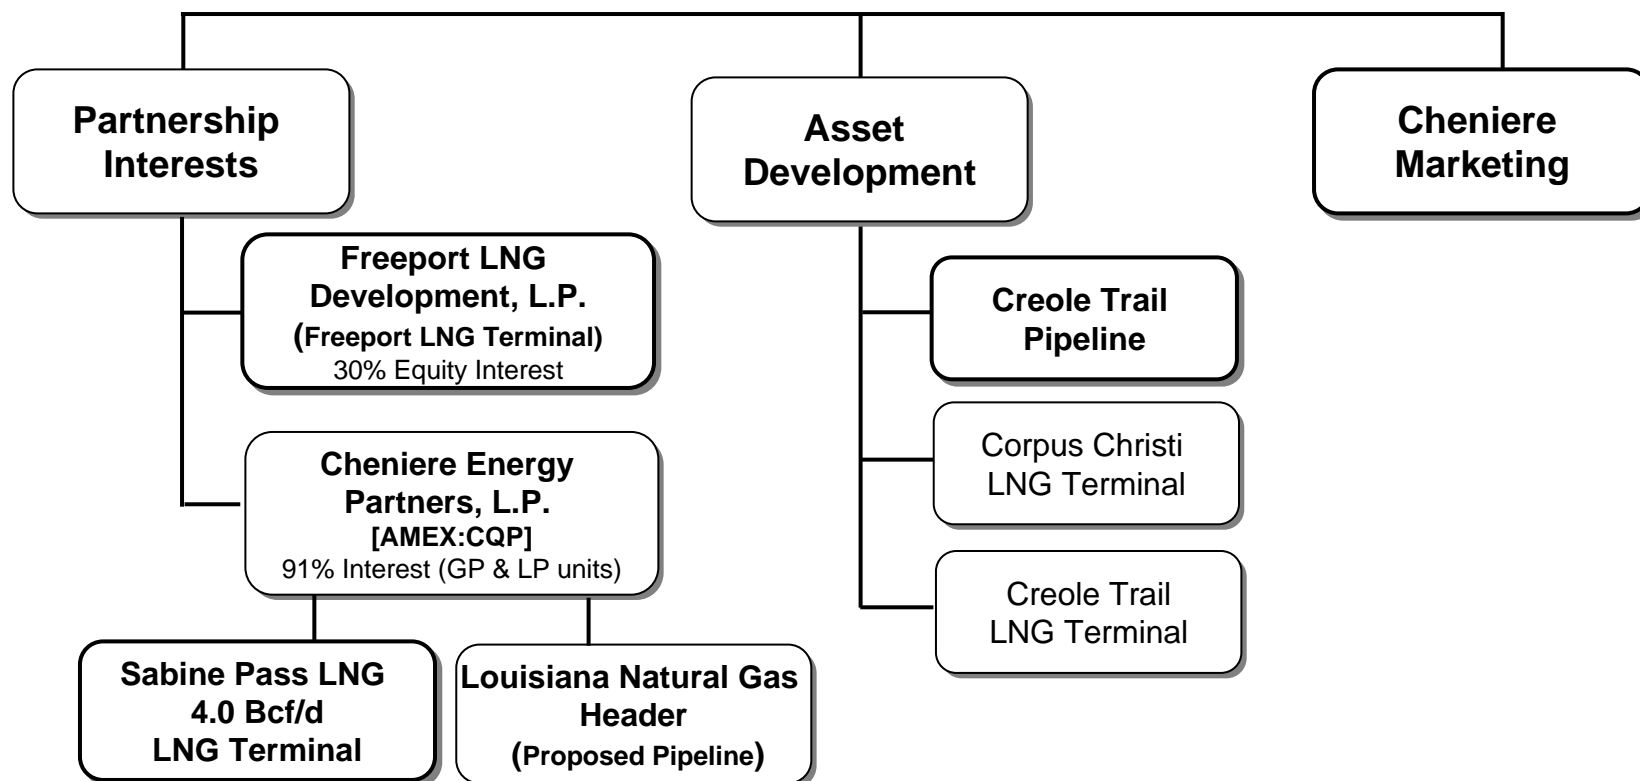 Partnership
Interests
Asset
Development
Cheniere
Marketing
Freeport LNG
Development, L.P.
(Freeport LNG Terminal)
30% Equity Interest
Cheniere Energy
Partners, L.P.
[AMEX:CQP]
91% Interest (GP & LP units)
Sabine Pass LNG
4.0 Bcf/d
LNG Terminal
Louisiana Natural Gas
Header
(Proposed Pipeline)
Creole Trail
Pipeline
Corpus Christi
LNG Terminal
Creole Trail
LNG Terminal